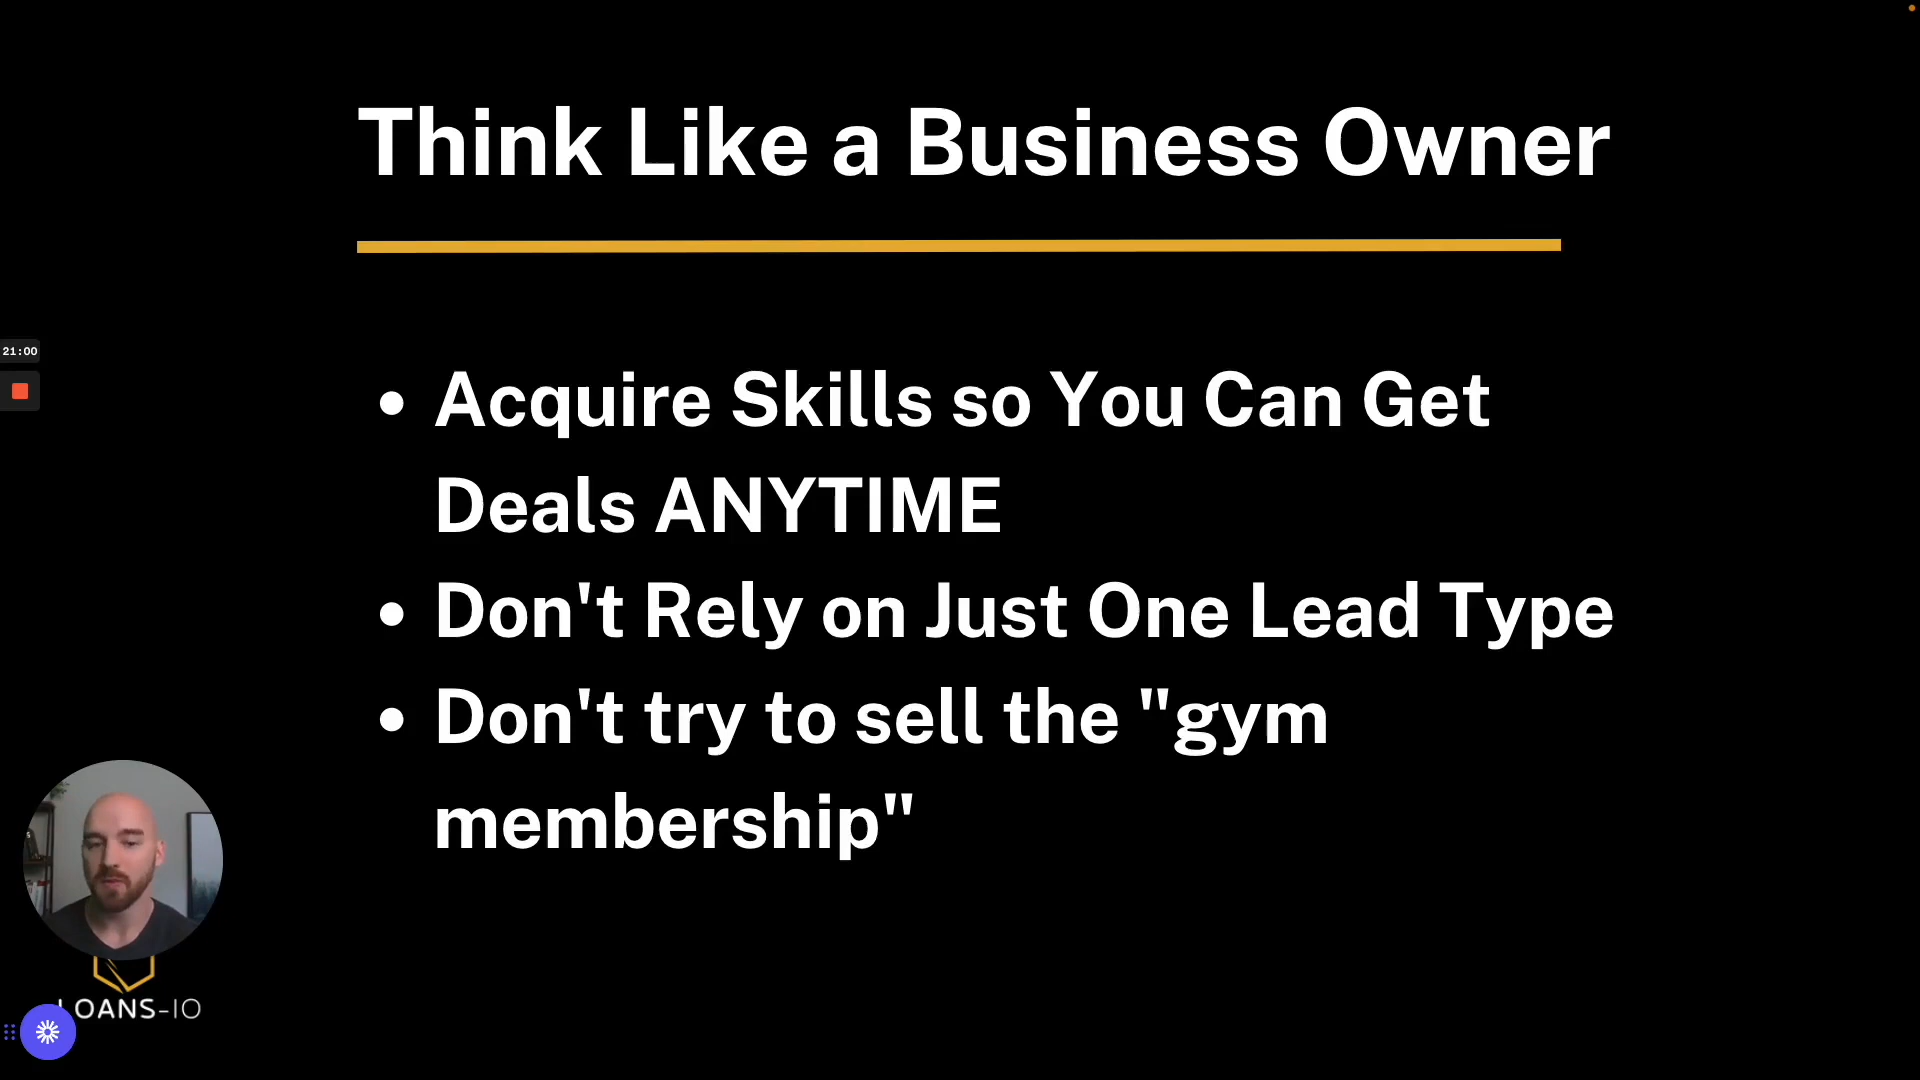 Think Like a Business Owner
21:00
• Acquire Skills so You Can Get
Deals ANYTIME
• Don't Rely on Just One Lead Type
• Don't try to sell the "gym
membership"
LOANS-IO